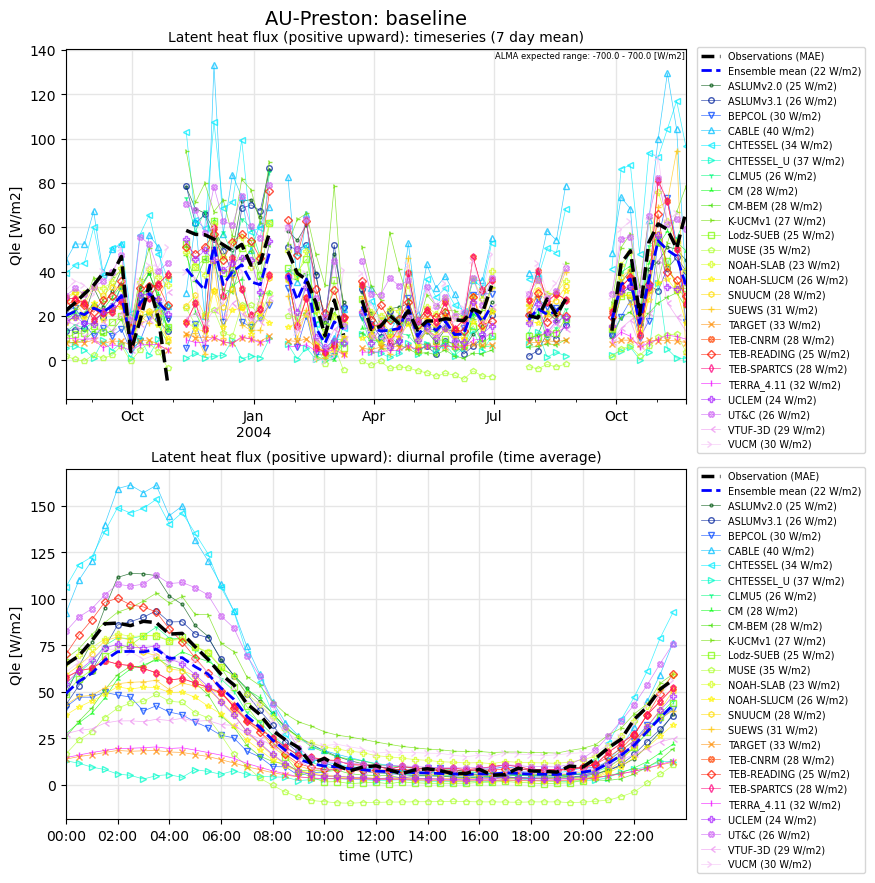 AU-Preston: baseline
Latent heat flux (positive upward): timeseries (7 day mean)
ALMA expected range: -700.0 - 700.0 [W/m2]
Qle [W/m2]
140
120
100
80
60
40
20
0
Oct
Jan
2004
Apr
Jul
Oct
Observations (MAE)
Ensemble mean (22 W/m2)
ASLUMv2.0 (25 W/m2)
ASLUMv3.1 (26 W/m2)
BEPCOL (30 W/m2)
CABLE (40 W/m2)
CHTESSEL (34 W/m2)
CHTESSEL_U (37 W/m2)
CLMU5 (26 W/m2)
CM (28 W/m2)
CM-BEM (28 W/m2)
K-UCMv1 (27 W/m2)
Lodz-SUEB (25 W/m2)
MUSE (35 W/m2)
NOAH-SLAB (23 W/m2)
NOAH-SLUCM (26 W/m2)
SNUUCM (28 W/m2)
SUEWS (31 W/m2)
TARGET (33 W/m2)
TEB-CNRM (28 W/m2)
TEB-READING (25 W/m2)
TEB-SPARTCS (28 W/m2)
TERRA_4.11 (32 W/m2)
UCLEM (24 W/m2)
UT&C (26 W/m2)
VTUF-3D (29 W/m2)
VUCM (30 W/m2)
Latent heat flux (positive upward): diurnal profile (time average)
Qle [W/m2]
150
125
100
75
50
25
0
00:00
02:00
04:00
06:00
08:00
10:00
12:00
14:00
16:00
18:00
20:00
22:00
time (UTC)
Observation (MAE)
Ensemble mean (22 W/m2)
ASLUMv2.0 (25 W/m2)
ASLUMv3.1 (26 W/m2)
BEPCOL (30 W/m2)
CABLE (40 W/m2)
CHTESSEL (34 W/m2)
CHTESSEL_U (37 W/m2)
CLMU5 (26 W/m2)
CM (28 W/m2)
CM-BEM (28 W/m2)
K-UCMv1 (27 W/m2)
Lodz-SUEB (25 W/m2)
MUSE (35 W/m2)
NOAH-SLAB (23 W/m2)
NOAH-SLUCM (26 W/m2)
SNUUCM (28 W/m2)
SUEWS (31 W/m2)
TARGET (33 W/m2)
TEB-CNRM (28 W/m2)
TEB-READING (25 W/m2)
TEB-SPARTCS (28 W/m2)
TERRA_4.11 (32 W/m2)
UCLEM (24 W/m2)
UT&C (26 W/m2)
VTUF-3D (29 W/m2)
VUCM (30 W/m2)